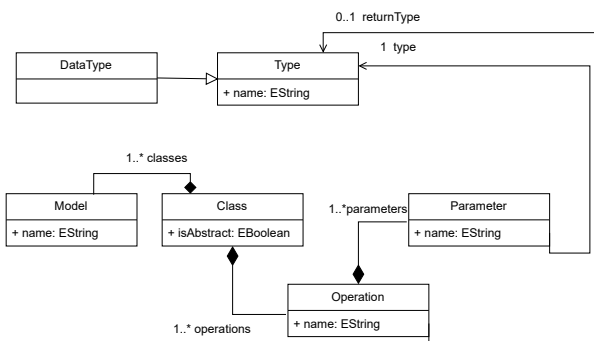 0..1 returnType
1 type
DataType
Type
+ name: EString
1..* classes
Model
+ name: EString
Class
+ isAbstract: EBoolean
1..*parameters
Parameter
+ name: EString
Operation
+ name: EString
1..* operations